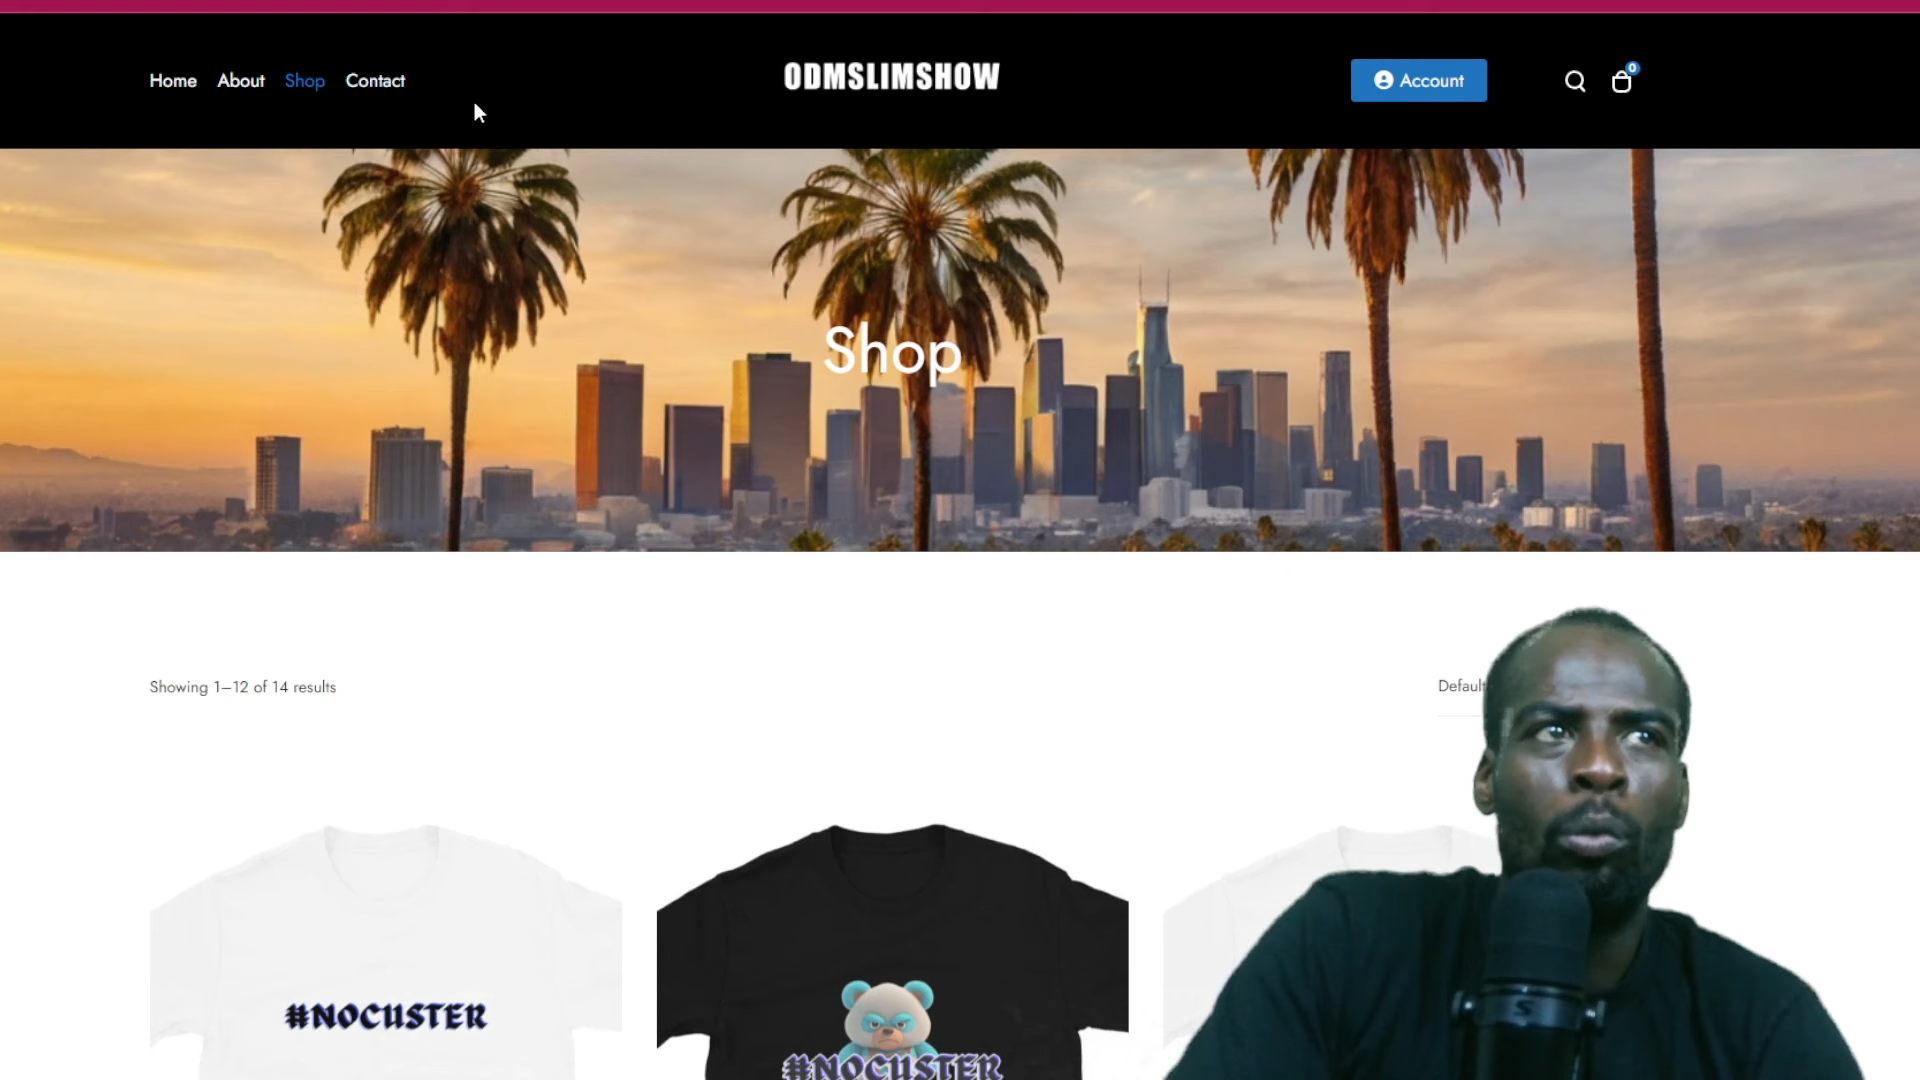 Home About Shop Contact
ODMSLIMSHOW
Account
0
Shop
Showing 1–12 of 14 results
Default
#NOCUSTER
#NOCUSTER
S